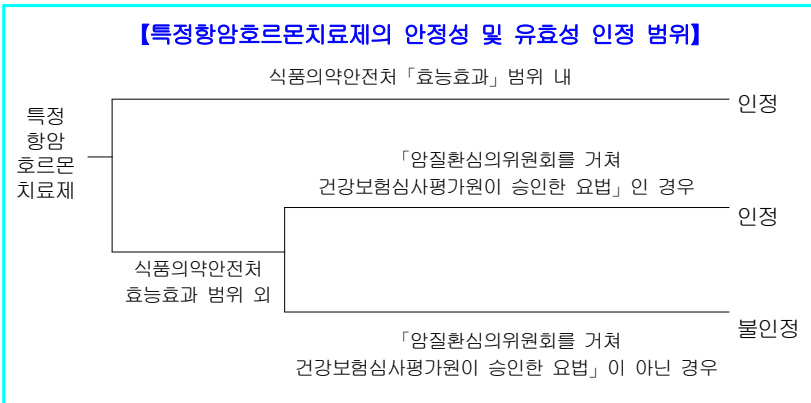 【특정항암호르몬치료제의 안정성 및 유효성 인정 범위】
식품의약안전처「효능효과」범위 내
인정
특정
항암
호르몬
치료제
「암질환심의위원회를 거쳐
건강보험심사평가원이 승인한 요법」인 경우
인정
식품의약안전처
효능효과 범위 외
불인정
「암질환심의위원회를 거쳐
건강보험심사평가원이 승인한 요법」이 아닌 경우